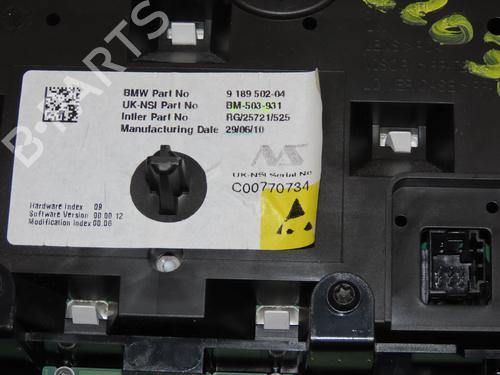 BMW Part No 9 189 502-04
UK-NSI Part No BM-503-931
Intier Part No RG/25721/525
Manufacturing Date 29/06/10
UK-NSI Serial No
C00770734
Hardware Index 09
Software Version 00.00 12
Modification Index 00.06
B PARTS